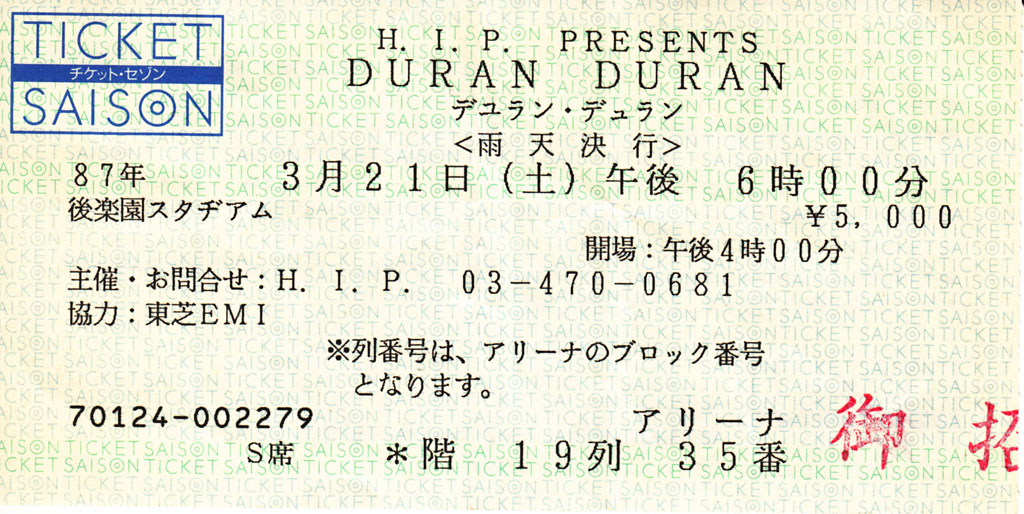 TICKET
チケット・セゾン
SAISON
H. I. P. PRESENTS
DURAN DURAN
デユラン・デュラン
<雨天決行>
87年 3月21日(土)午後 6時00分
後楽園スタヂアム ¥5,000
開場:午後4時00分
主催・お問合せ:H. I. P. 03-470-0681
協力:東芝EMI
※列番号は、アリーナのブロック番号
となります。
70124-002279 アリーナ
S席 *階 19列 35番
御招